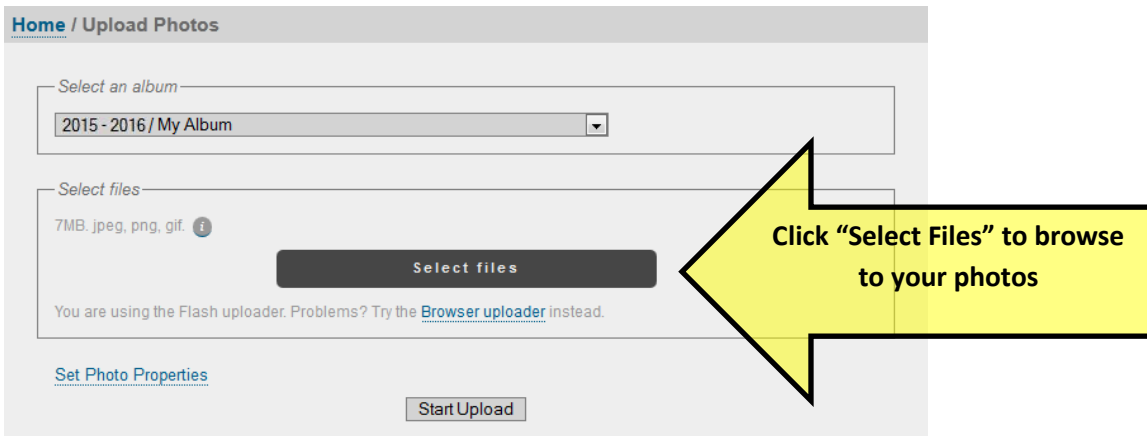 Home / Upload Photos
Select an album
2015 - 2016 / My Album
Select files
7MB. jpeg, png, gif. i
Select files
Click “Select Files” to browse
to your photos
You are using the Flash uploader. Problems? Try the Browser uploader instead.
Set Photo Properties
Start Upload